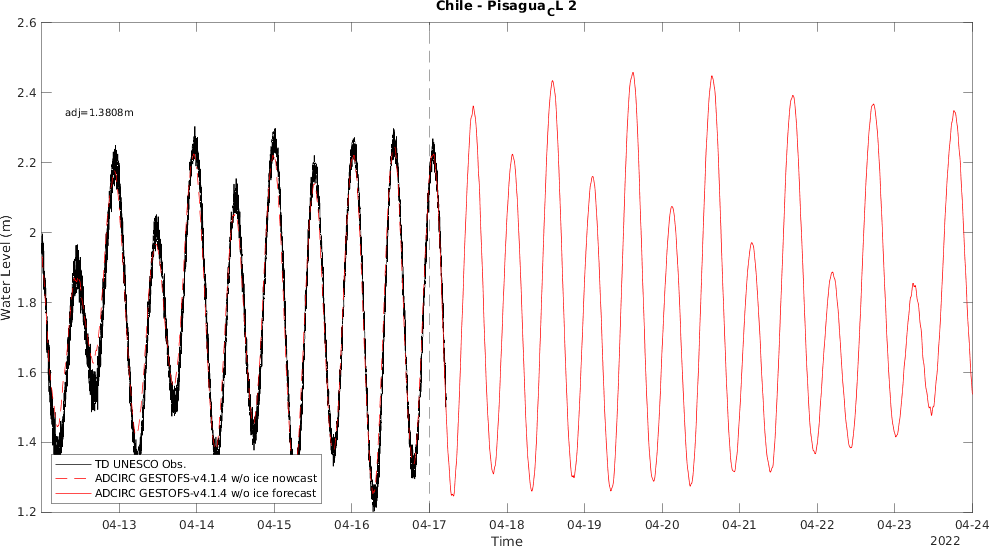 Chile - Pisagua_CL 2
2.6
2.4
2.2
2
1.8
1.6
1.4
1.2
Water Level (m)
adj=1.3808m
TD UNESCO Obs.
ADCIRC GESTOFS-v4.1.4 w/o ice nowcast
ADCIRC GESTOFS-v4.1.4 w/o ice forecast
04-13 04-14 04-15 04-16 04-17 04-18 04-19 04-20 04-21 04-22 04-23 04-24
Time
2022